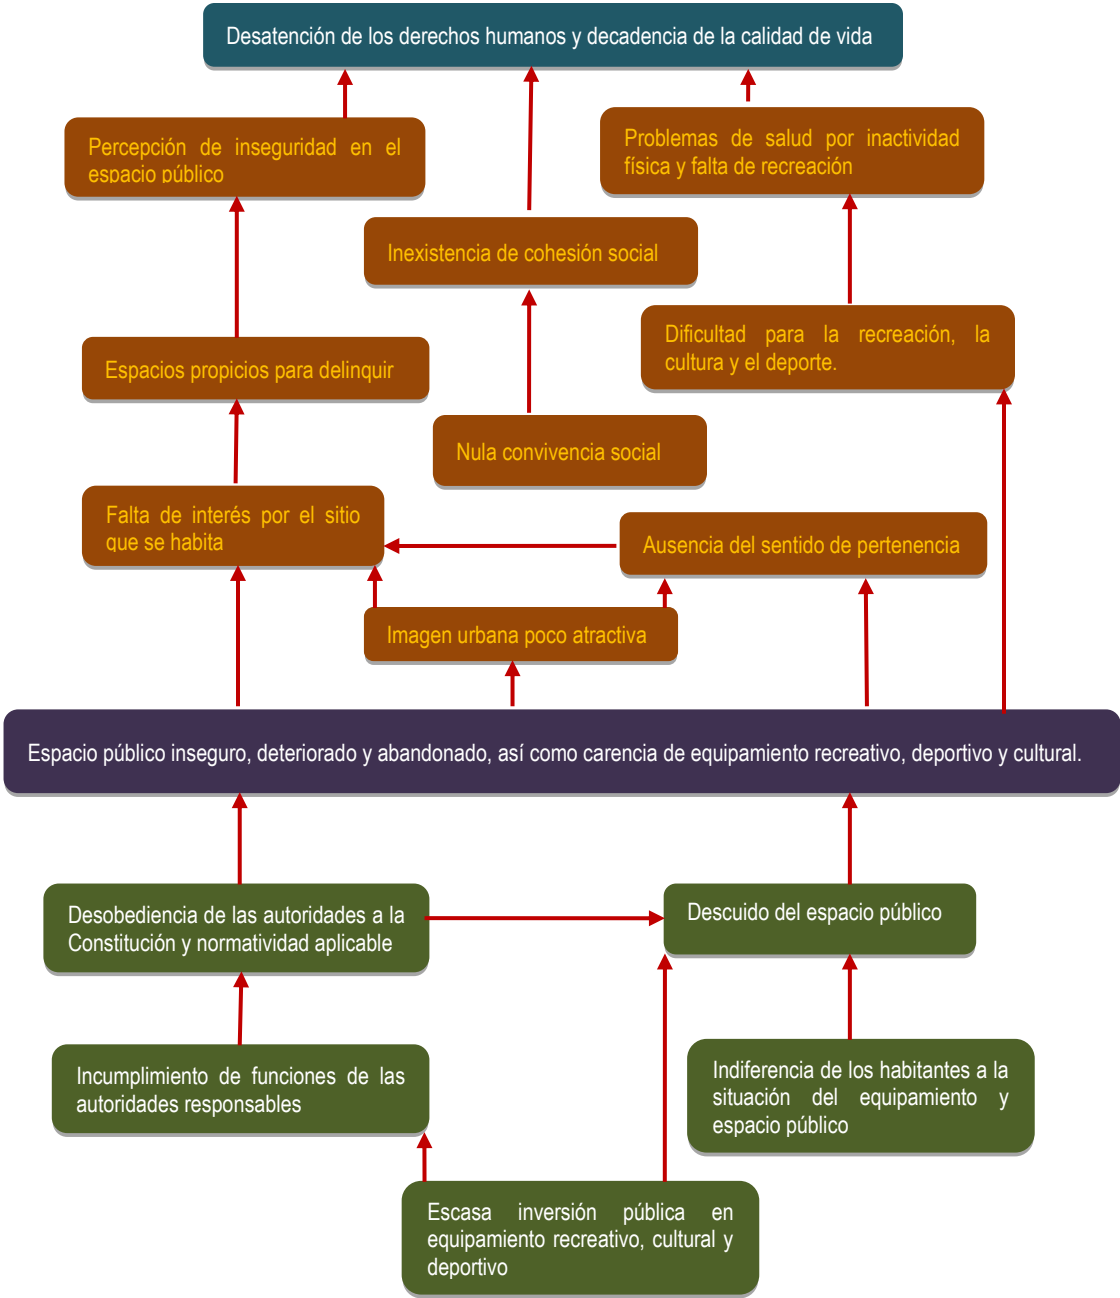 Desatención de los derechos humanos y decadencia de la calidad de vida
Percepción de inseguridad en el
espacio público
Problemas de salud por inactividad
física y falta de recreación
Inexistencia de cohesión social
Dificultad para la recreación, la
cultura y el deporte.
Espacios propicios para delinquir
Nula convivencia social
Falta de interés por el sitio
que se habita
Ausencia del sentido de pertenencia
Imagen urbana poco atractiva
Espacio público inseguro, deteriorado y abandonado, así como carencia de equipamiento recreativo, deportivo y cultural.
Desobediencia de las autoridades a la
Constitución y normatividad aplicable
Descuido del espacio público
Incumplimiento de funciones de las
autoridades responsables
Indiferencia de los habitantes a la
situación del equipamiento y
espacio público
Escasa inversión pública en
equipamiento recreativo, cultural y
deportivo